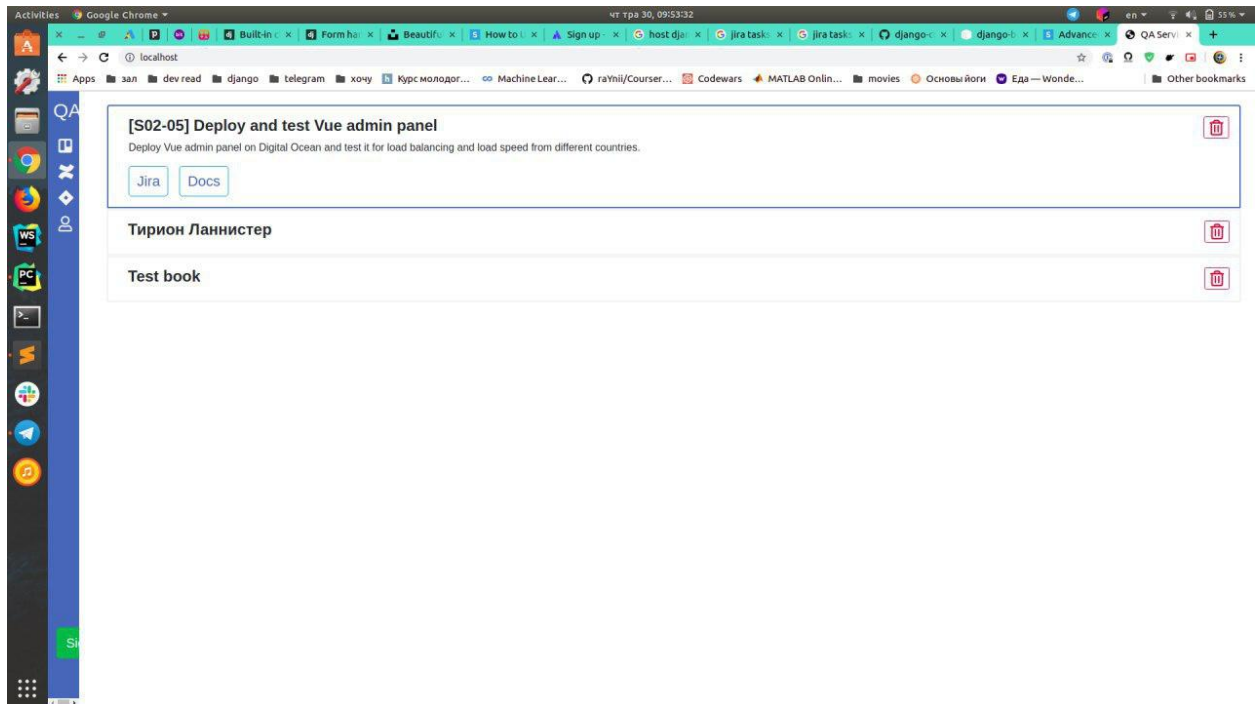 Activities Google Chrome чт тра 30, 09:53:32 en 55 %
Built-in c Form ha Beautifu How to U Sign up - host djan jira tasks jira tasks django-c django-b Advance QA Servi
localhost
Apps зал dev read django telegram хочу Курс молодог... Machine Lear... raYnii/Courser... Codewars MATLAB Onlin... movies Основы йоги Еда — Wonde... Other bookmarks
QA
[S02-05] Deploy and test Vue admin panel
Deploy Vue admin panel on Digital Ocean and test it for load balancing and load speed from different countries.
Jira Docs
Тирион Ланнистер
Test book